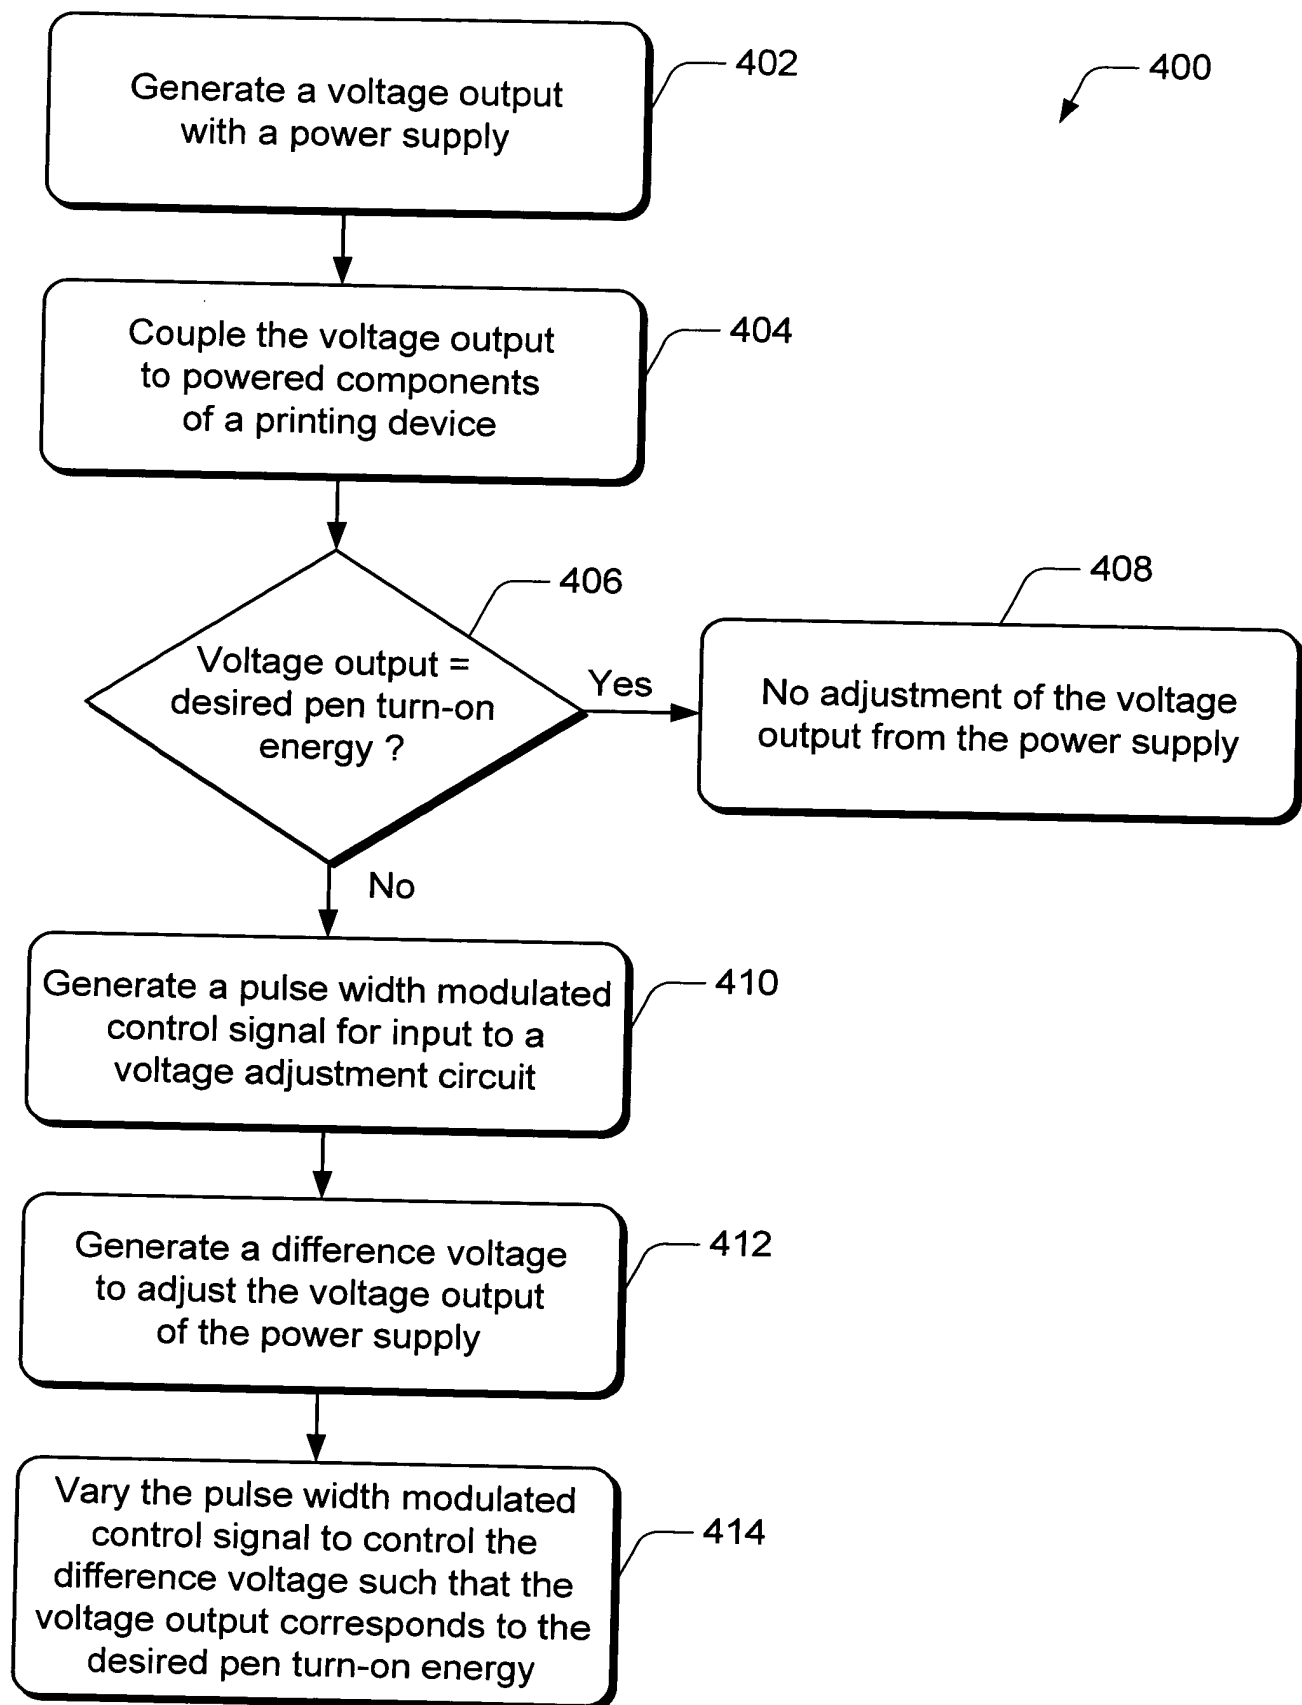 Generate a voltage output
with a power supply
402
400
Couple the voltage output
to powered components
of a printing device
404
Voltage output =
desired pen turn-on
energy ?
406
Yes
408
No adjustment of the voltage
output from the power supply
No
Generate a pulse width modulated
control signal for input to a
voltage adjustment circuit
410
Generate a difference voltage
to adjust the voltage output
of the power supply
412
Vary the pulse width modulated
control signal to control the
difference voltage such that the
voltage output corresponds to the
desired pen turn-on energy
414